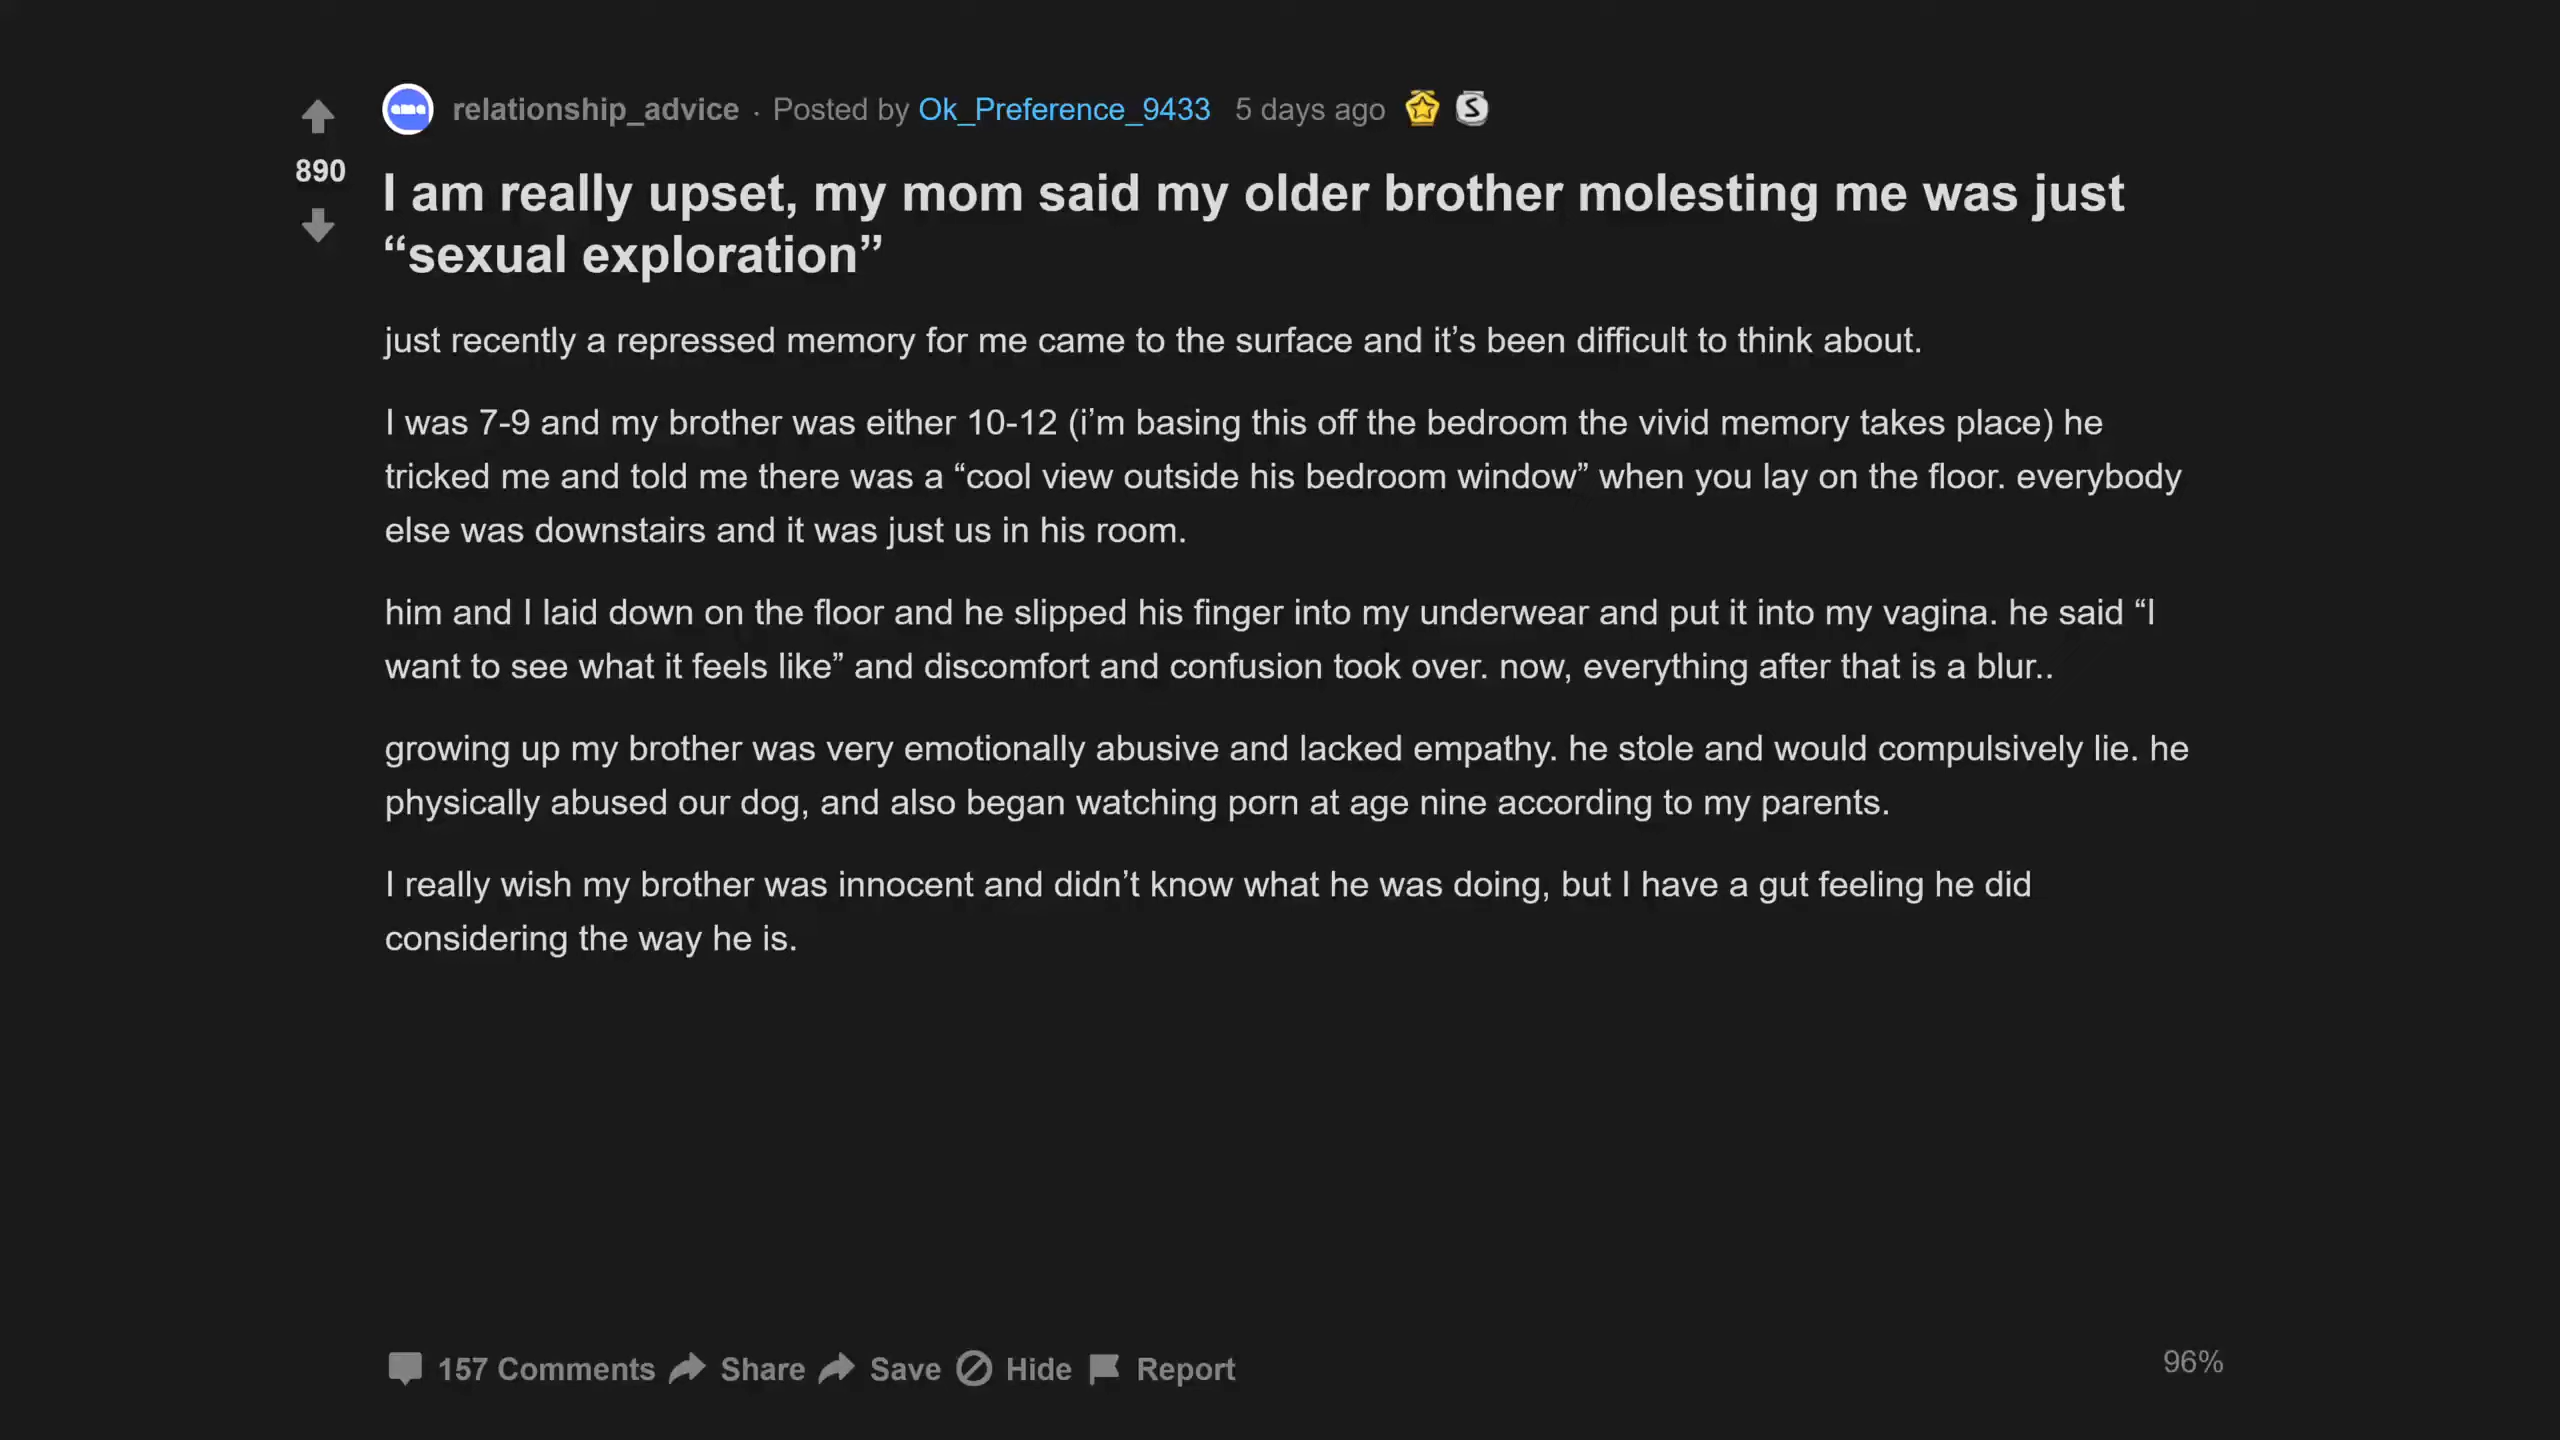 relationship_advice · Posted by Ok_Preference_9433 5 days ago
890
I am really upset, my mom said my older brother molesting me was just
“sexual exploration”
just recently a repressed memory for me came to the surface and it’s been difficult to think about.
I was 7-9 and my brother was either 10-12 (i’m basing this off the bedroom the vivid memory takes place) he
tricked me and told me there was a “cool view outside his bedroom window” when you lay on the floor. everybody
else was downstairs and it was just us in his room.
him and I laid down on the floor and he slipped his finger into my underwear and put it into my vagina. he said “I
want to see what it feels like” and discomfort and confusion took over. now, everything after that is a blur..
growing up my brother was very emotionally abusive and lacked empathy. he stole and would compulsively lie. he
physically abused our dog, and also began watching porn at age nine according to my parents.
I really wish my brother was innocent and didn’t know what he was doing, but I have a gut feeling he did
considering the way he is.
157 Comments Share Save Hide Report
96%